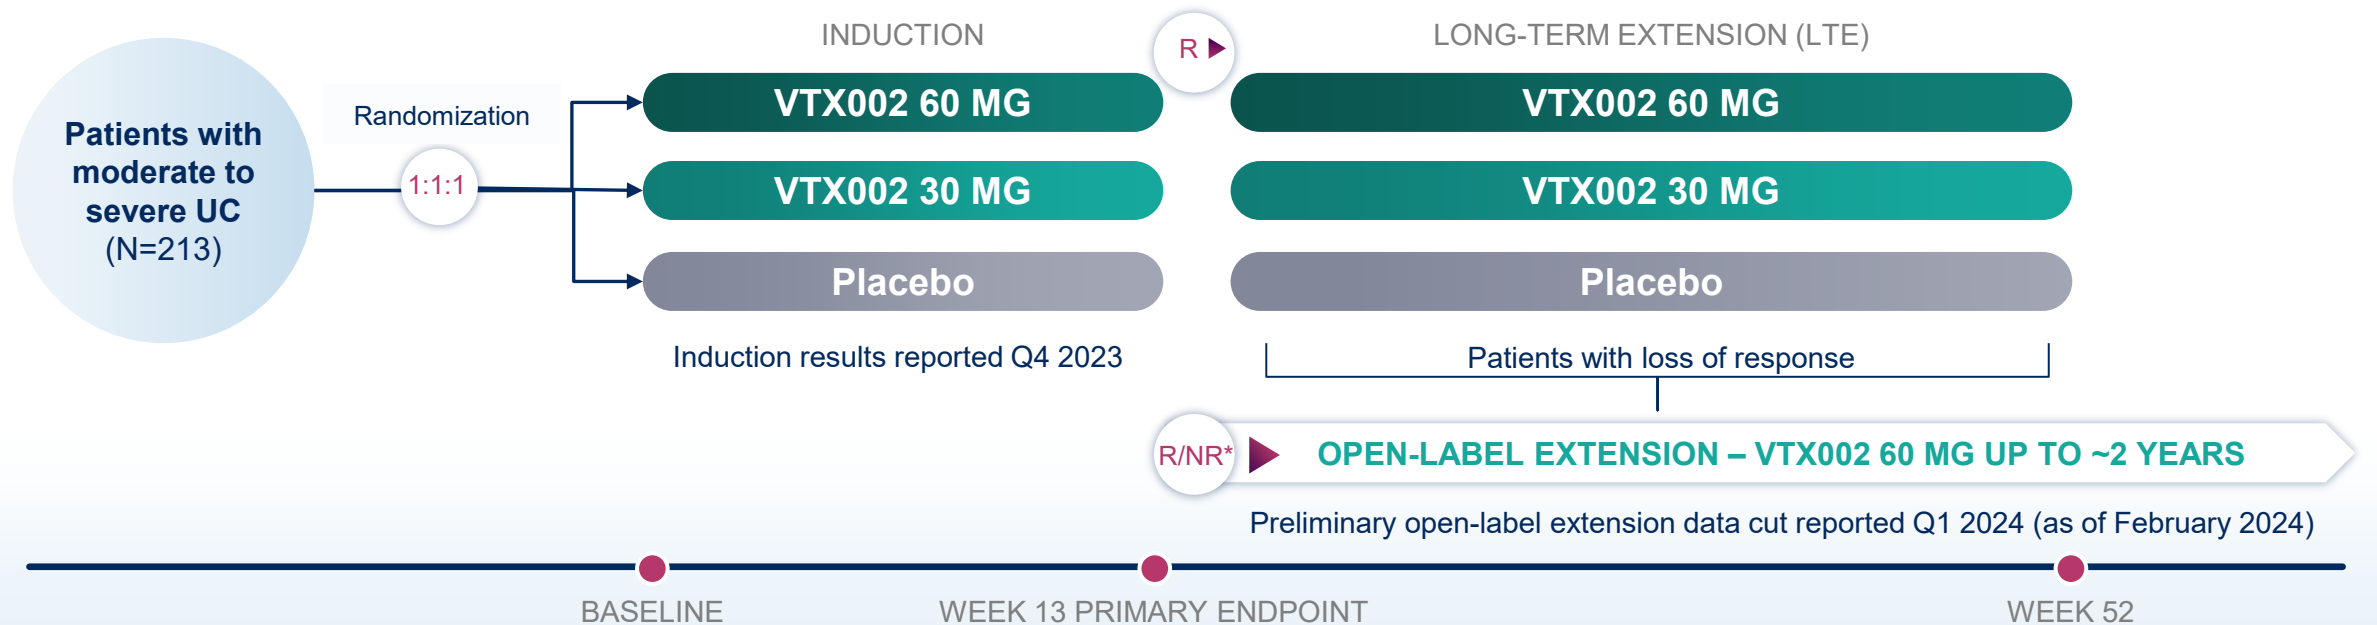 Patients with
moderate to
severe UC
(N=213)
Randomization
1:1:1
INDUCTION
VTX002 60 MG
VTX002 30 MG
Placebo
Induction results reported Q4 2023
R
LONG-TERM EXTENSION (LTE)
VTX002 60 MG
VTX002 30 MG
Placebo
Patients with loss of response
R/NR*
OPEN-LABEL EXTENSION – VTX002 60 MG UP TO ~2 YEARS
Preliminary open-label extension data cut reported Q1 2024 (as of February 2024)
BASELINE
WEEK 13 PRIMARY ENDPOINT
WEEK 52